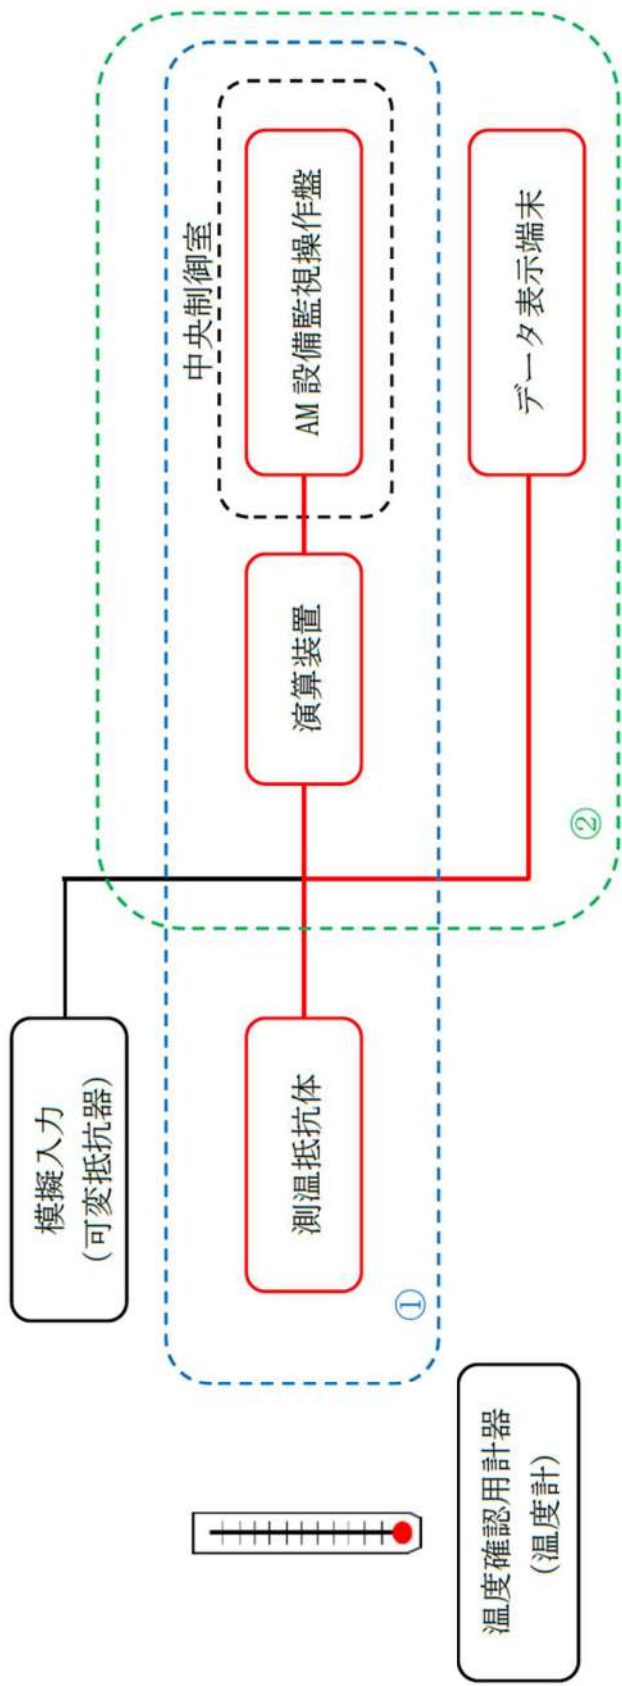 模擬入力
(可変抵抗器)
中央制御室
測温抵抗体
演算装置
AM 設備監視操作盤
①
②
データ表示端末
温度確認用計器
(温度計)